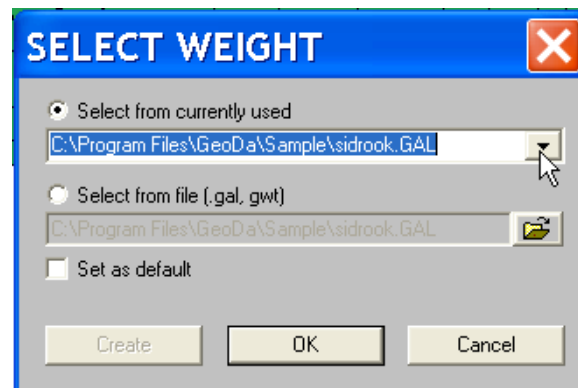 SELECT WEIGHT
Select from currently used
C:\Program Files\GeoDa\Sample\sidrook.GAL
Select from file (.gal, gwt)
C:\Program Files\GeoDa\Sample\sidrook.GAL
Set as default
Create OK Cancel